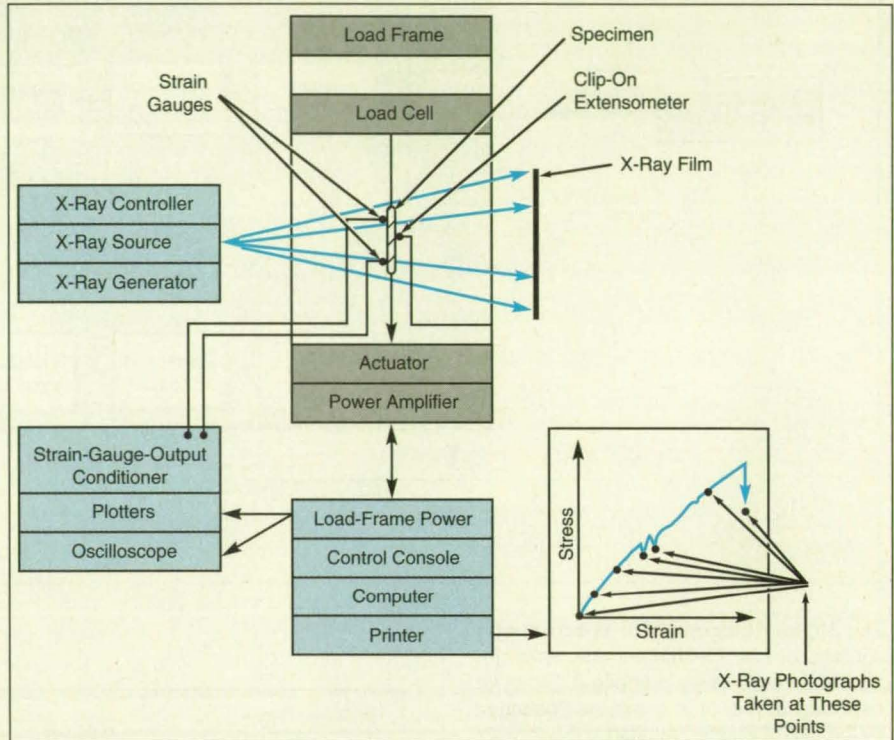 Load Frame
Specimen
Strain
Gauges
Clip-On
Extensometer
Load Cell
X-Ray Film
X-Ray Controller
X-Ray Source
X-Ray Generator
Actuator
Power Amplifier
Strain-Gauge-Output
Conditioner
Plotters
Oscilloscope
Load-Frame Power
Control Console
Computer
Printer
Stress
Strain
X-Ray Photographs
Taken at These
Points